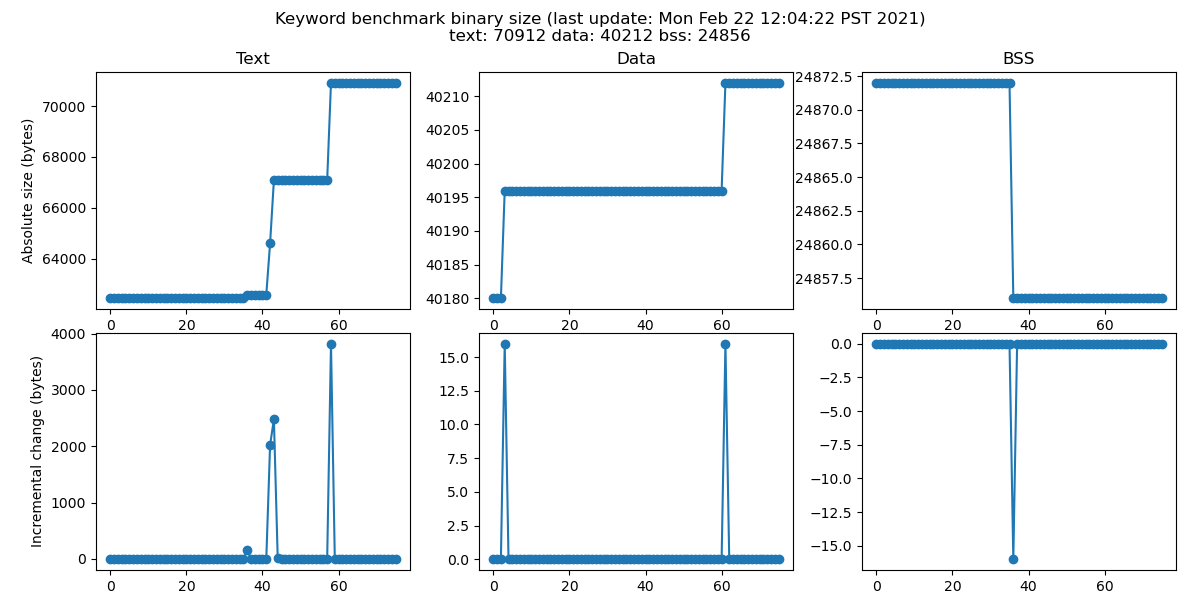 Keyword benchmark binary size (last update: Mon Feb 22 12:04:22 PST 2021)
text: 70912 data: 40212 bss: 24856
Text
Data
BSS
Absolute size (bytes)
70000
68000
66000
64000
0 20 40 60
40210
40205
40200
40195
40190
40185
40180
0 20 40 60
24872.5
24870.0
24867.5
24865.0
24862.5
24860.0
24857.5
0 20 40 60
Incremental change (bytes)
4000
3000
2000
1000
0
0 20 40 60
15.0
12.5
10.0
7.5
5.0
2.5
0.0
0 20 40 60
0.0
−2.5
−5.0
−7.5
−10.0
−12.5
−15.0
0 20 40 60